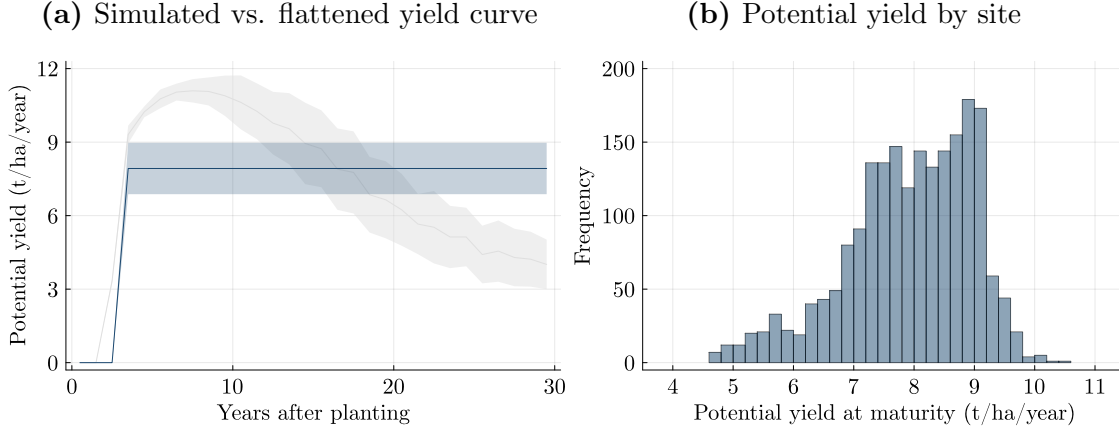 (a) Simulated vs. flattened yield curve
Potential yield (t/ha/year)
12
9
6
3
0
0 10 20 30
Years after planting
(b) Potential yield by site
Frequency
200
150
100
50
0
4 5 6 7 8 9 10 11
Potential yield at maturity (t/ha/year)